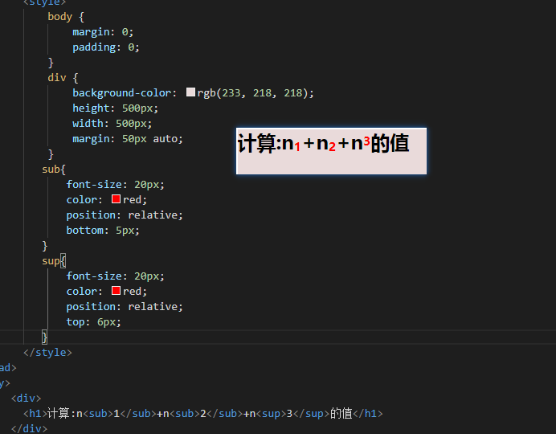 <style>
body {
margin: 0;
padding: 0;
}
div {
background-color: rgb(233, 218, 218);
height: 500px;
width: 500px;
margin: 50px auto;
}
计算:n1+n2+n3的值
sub{
font-size: 20px;
color: red;
position: relative;
bottom: 5px;
}
sup{
font-size: 20px;
color: red;
position: relative;
top: 6px;
}
</style>
ad>
y>
<div>
<h1>计算:n<sub>1</sub>+n<sub>2</sub>+n<sup>3</sup>的值</h1>
</div>